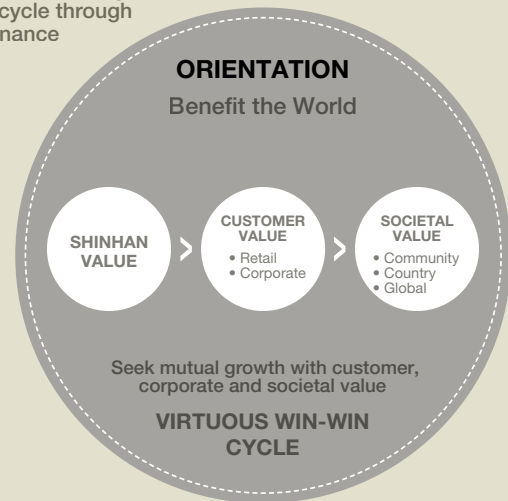 cycle through
nance
ORIENTATION
Benefit the World
SHINHAN
VALUE
>
CUSTOMER
VALUE
• Retail
• Corporate
>
SOCIETAL
VALUE
• Community
• Country
• Global
Seek mutual growth with customer,
corporate and societal value
VIRTUOUS WIN-WIN
CYCLE